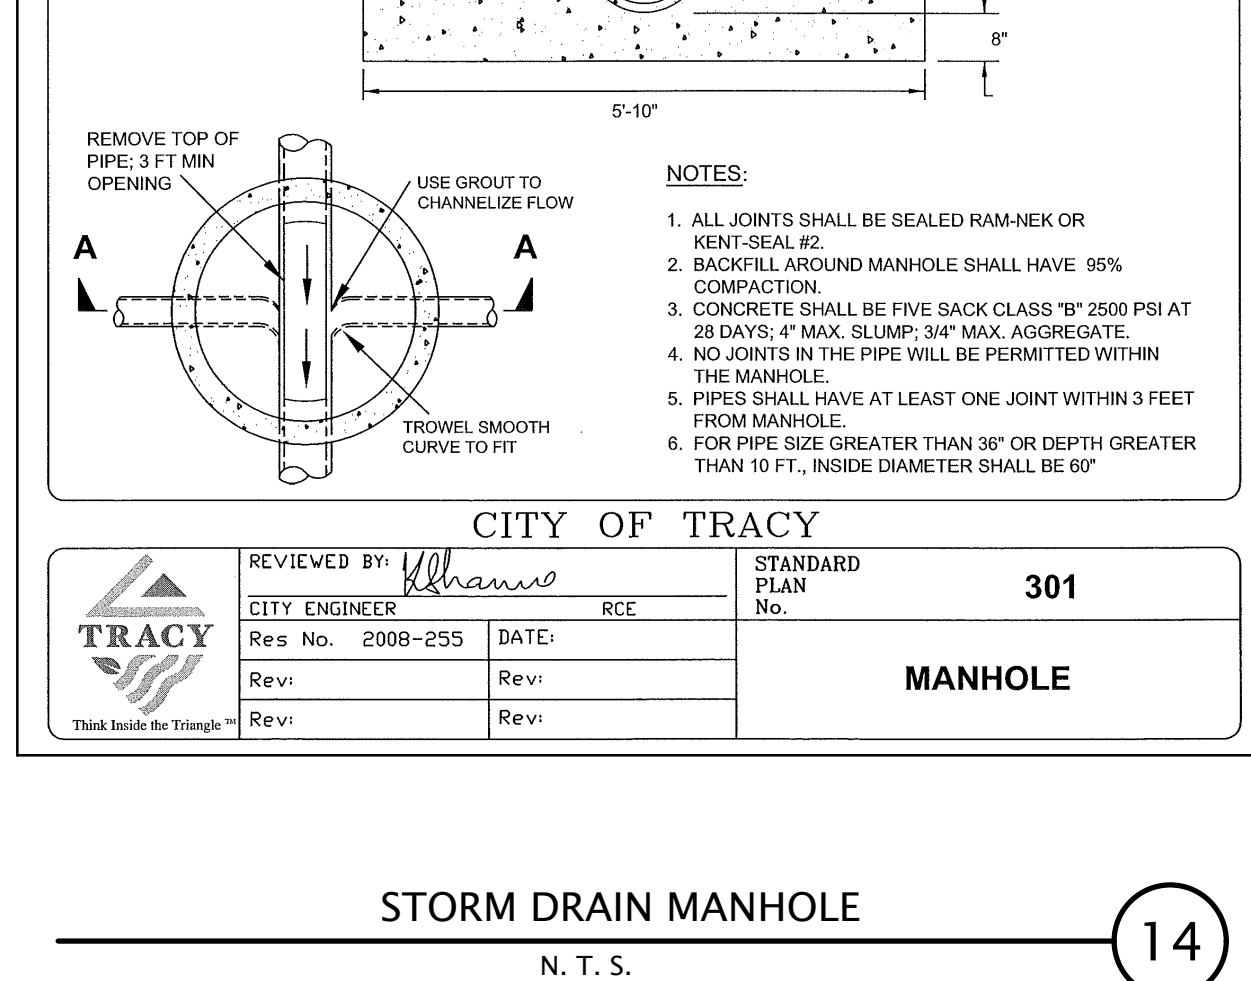 8"
5'-10"
REMOVE TOP OF
PIPE; 3 FT MIN
OPENING
USE GROUT TO
CHANNELIZE FLOW
A
A
TROWEL SMOOTH
CURVE TO FIT
NOTES:
1. ALL JOINTS SHALL BE SEALED RAM-NEK OR
KENT-SEAL #2.
2. BACKFILL AROUND MANHOLE SHALL HAVE 95%
COMPACTION.
3. CONCRETE SHALL BE FIVE SACK CLASS "B" 2500 PSI AT
28 DAYS; 4" MAX. SLUMP; 3/4" MAX. AGGREGATE.
4. NO JOINTS IN THE PIPE WILL BE PERMITTED WITHIN
THE MANHOLE.
5. PIPES SHALL HAVE AT LEAST ONE JOINT WITHIN 3 FEET
FROM MANHOLE.
6. FOR PIPE SIZE GREATER THAN 36" OR DEPTH GREATER
THAN 10 FT., INSIDE DIAMETER SHALL BE 60"
CITY OF TRACY
TRACY
Think Inside the Triangle ™
REVIEWED BY:
CITY ENGINEER RCE
Res No. 2008-255 DATE:
Rev: Rev:
Rev: Rev:
STANDARD
PLAN
No.
301
MANHOLE
STORM DRAIN MANHOLE
14
N. T. S.